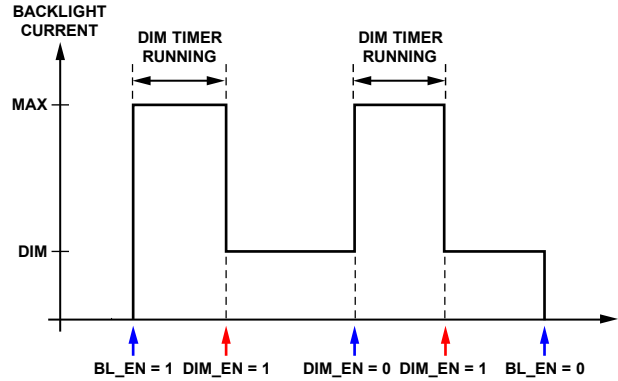 BACKLIGHT
CURRENT
DIM TIMER
RUNNING
DIM TIMER
RUNNING
MAX
DIM
BL_EN = 1 DIM_EN = 1 DIM_EN = 0 DIM_EN = 1 BL_EN = 0